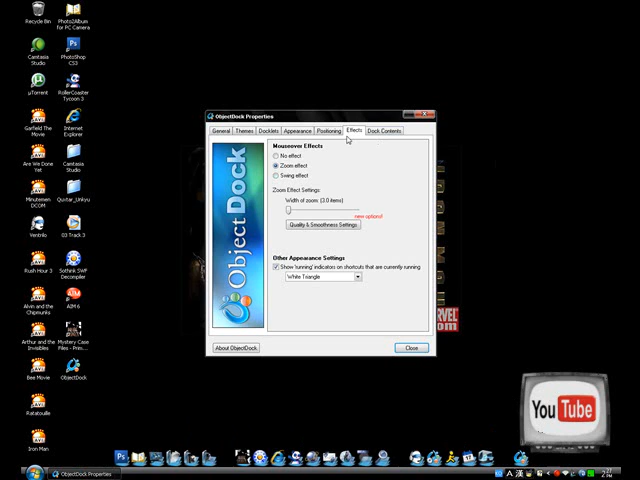 Recycle Bin
Photo2Album for PC Camera
Camtasia Studio
PhotoShop CS3
µTorrent
RollerCoaster Tycoon 3
Garfield The Movie
Internet Explorer
Are We Done Yet
Camtasia Studio
Minutemen DCOM
Ventrilo
03 Track 3
Rush Hour 3
Sothink SWF Decompiler
Alvin and the Chipmunks
AIM 6
Arthur and the Invisibles
Mystery Case Files - Prim...
Bee Movie
ObjectDock
Ratatouille
Iron Man
ObjectDock Properties
General
Themes
Docklets
Appearance
Positioning
Effects
Dock Contents
ObjectDock
Mouseover Effects
No effect
Zoom effect
Swing effect
Zoom Effect Settings:
Width of zoom: (3.0 items)
new options!
Quality & Smoothness Settings
Other Appearance Settings
Show 'running' indicators on shortcuts that are currently running
White Triangle
About ObjectDock
Close
You Tube
ObjectDock Properties